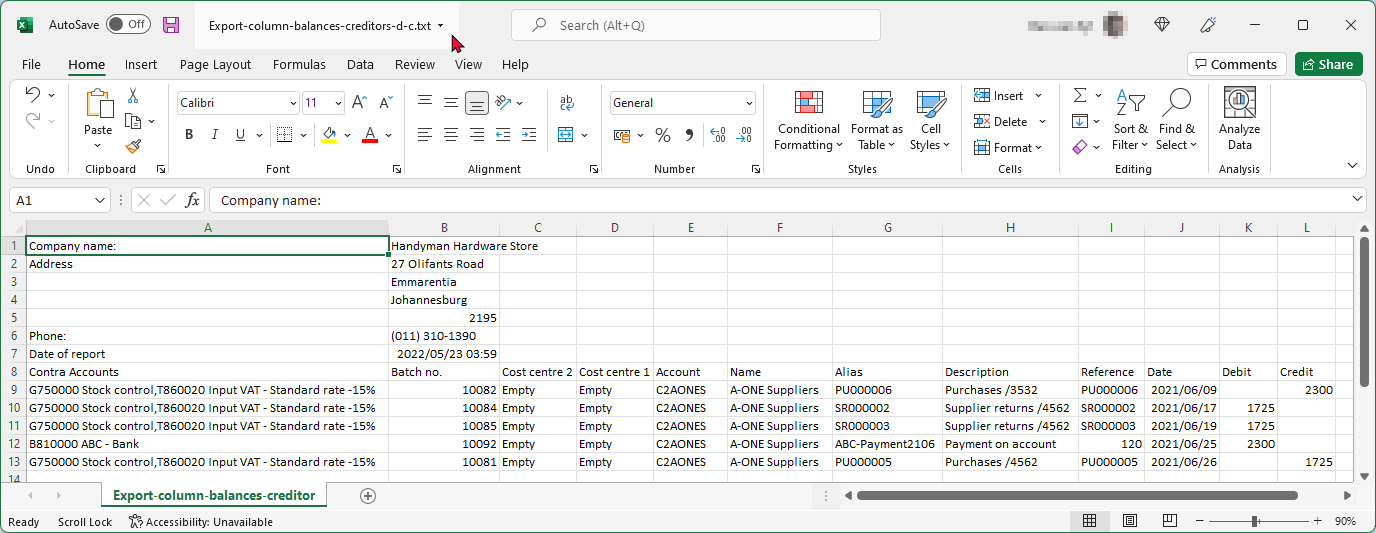 AutoSave Off Export-column-balances-creditors-d-c.txt Search (Alt+Q)
File Home Insert Page Layout Formulas Data Review View Help Comments Share
Calibri 11 General Insert
Paste Conditional Formatting Format as Table Cell Styles Delete Sort & Filter Find & Select Analyze Data
Format
Undo Clipboard Font Alignment Number Styles Cells Editing Analysis
A1 fx Company name:
A B C D E F G H I J K L
1 Company name: Handyman Hardware Store
2 Address 27 Olifants Road
3 Emmarentia
4 Johannesburg
5 2195
6 Phone: (011) 310-1390
7 Date of report 2022/05/23 03:59
8 Contra Accounts Batch no. Cost centre 2 Cost centre 1 Account Name Alias Description Reference Date Debit Credit
9 G750000 Stock control,T860020 Input VAT - Standard rate -15% 10082 Empty Empty C2AONES A-ONE Suppliers PU000006 Purchases /3532 PU000006 2021/06/09 2300
10 G750000 Stock control,T860020 Input VAT - Standard rate -15% 10084 Empty Empty C2AONES A-ONE Suppliers SR000002 Supplier returns /4562 SR000002 2021/06/17 1725
11 G750000 Stock control,T860020 Input VAT - Standard rate -15% 10085 Empty Empty C2AONES A-ONE Suppliers SR000003 Supplier returns /4562 SR000003 2021/06/19 1725
12 B810000 ABC - Bank 10092 Empty Empty C2AONES A-ONE Suppliers ABC-Payment2106 Payment on account 120 2021/06/25 2300
13 G750000 Stock control,T860020 Input VAT - Standard rate -15% 10081 Empty Empty C2AONES A-ONE Suppliers PU000005 Purchases /4562 PU000005 2021/06/26 1725
14
Export-column-balances-creditor
Ready Scroll Lock Accessibility: Unavailable 90%